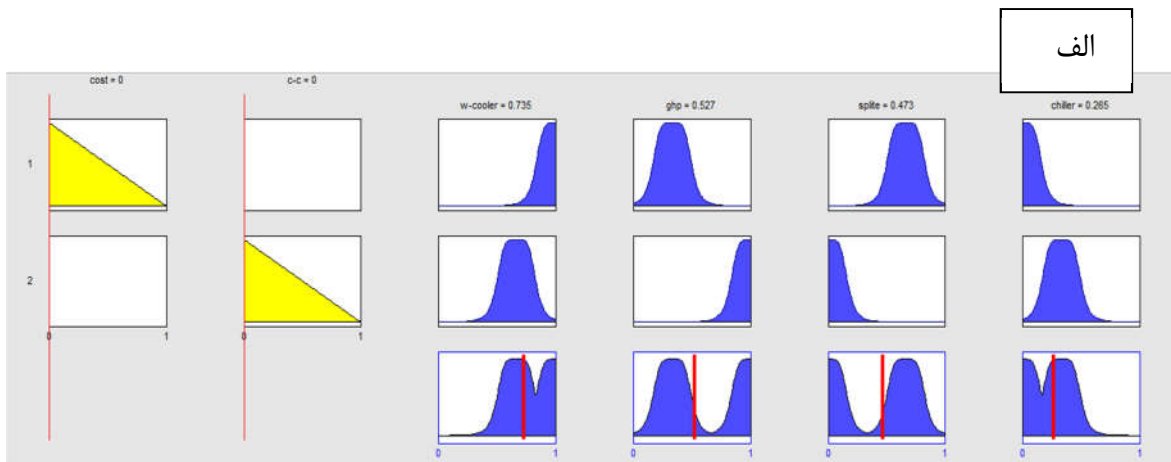 الف
cost = 0
c-c = 0
w-cooler = 0.735
ghp = 0.527
splite = 0.473
chiller = 0.265
1
2
0 1
0 1
0 1
0 1
0 1
0 1